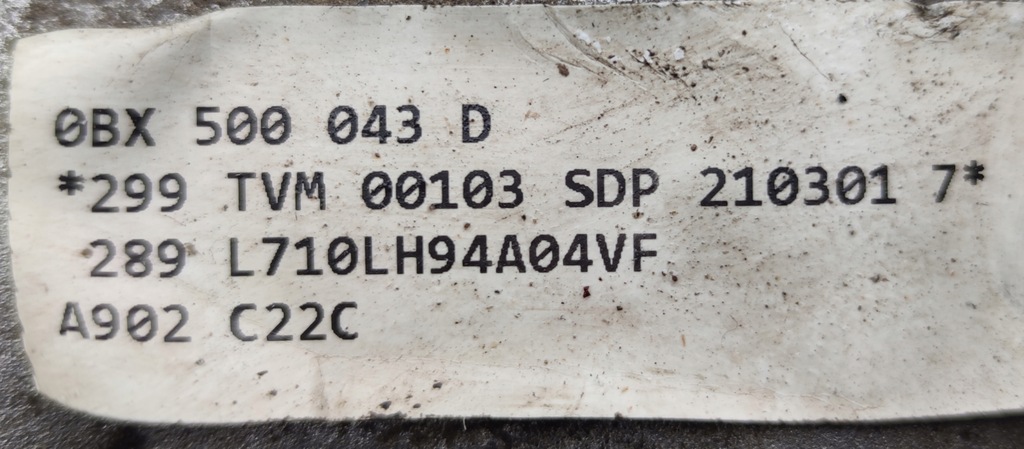 0BX 500 043 D
*299 TVM 00103 SDP 210301 7*
289 L710LH94A04VF
A902 C22C